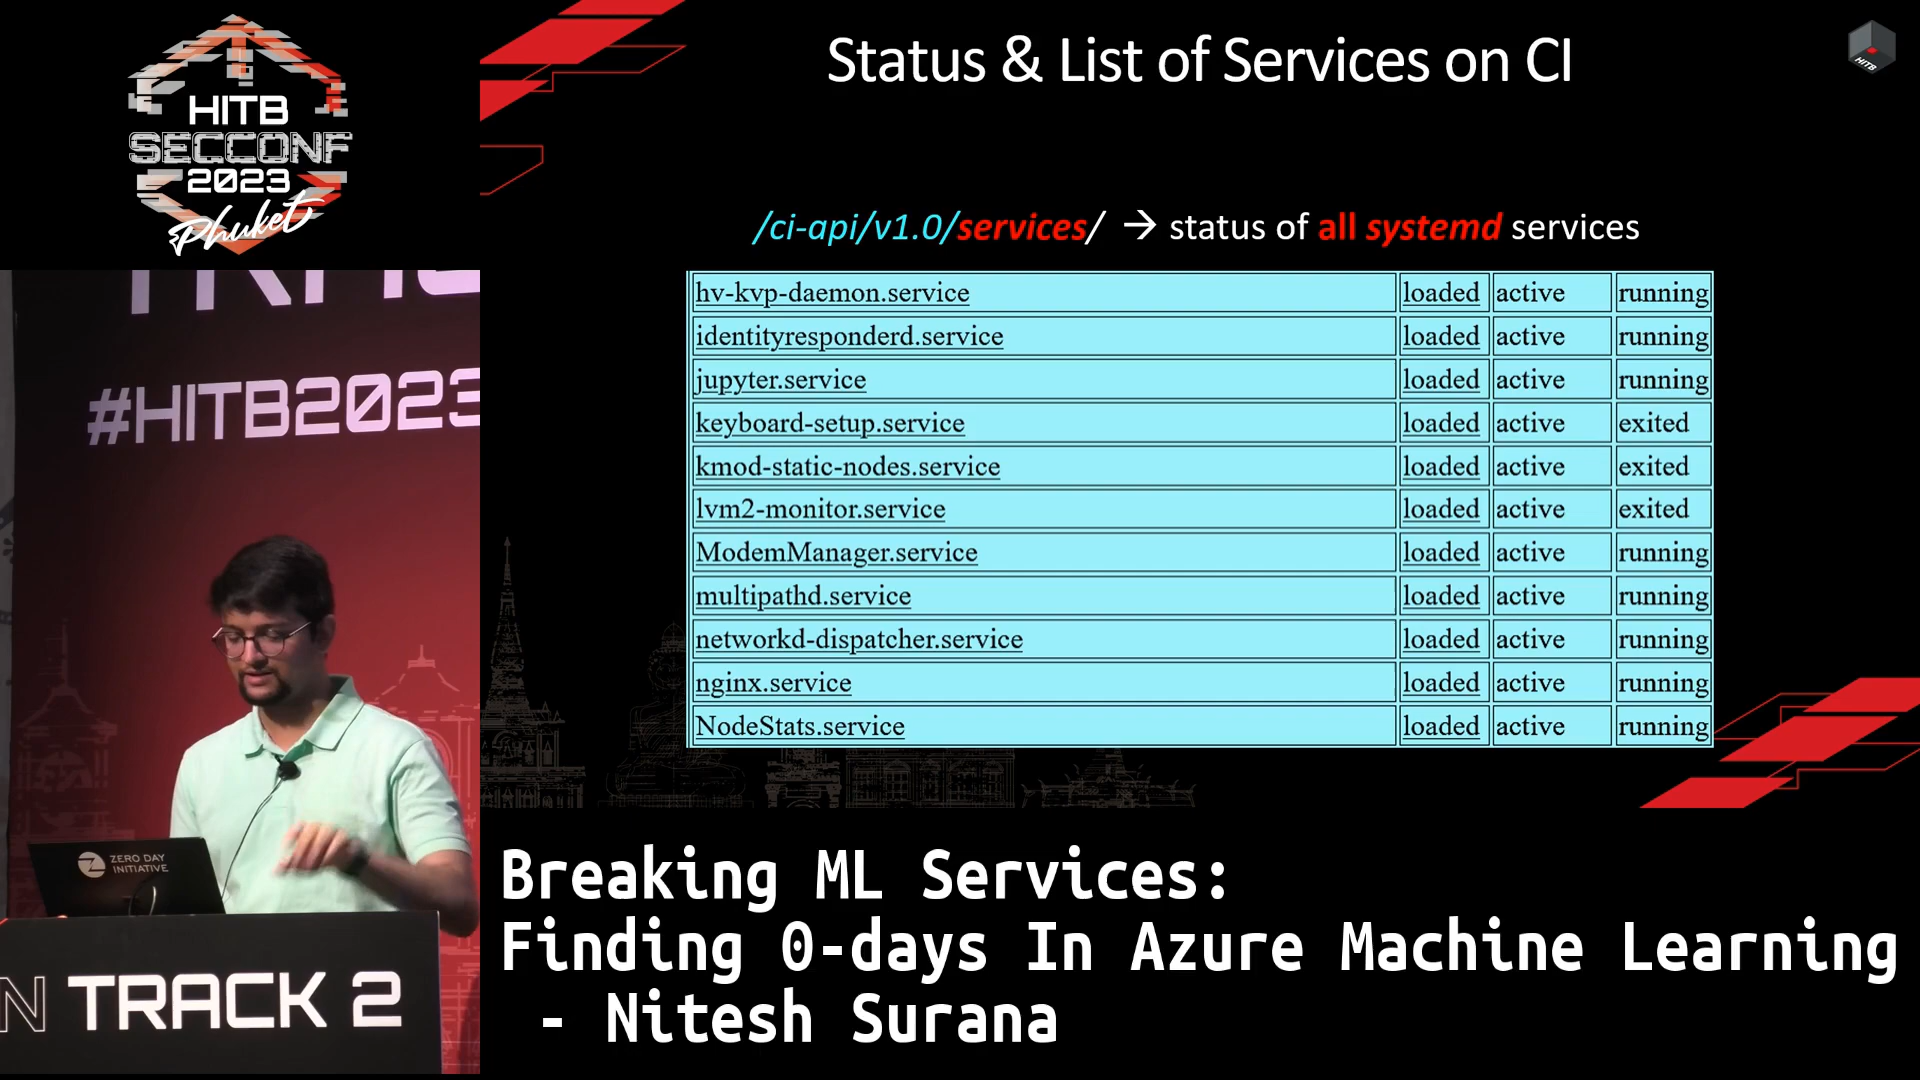 HITB
SECCONF
2023
Phuket
Status & List of Services on CI
HITB
/ci-api/v1.0/services/ → status of all systemd services
hv-kvp-daemon.service loaded active running
identityresponderd.service loaded active running
jupyter.service loaded active running
keyboard-setup.service loaded active exited
kmod-static-nodes.service loaded active exited
lvm2-monitor.service loaded active exited
ModemManager.service loaded active running
multipathd.service loaded active running
networkd-dispatcher.service loaded active running
nginx.service loaded active running
NodeStats.service loaded active running
#HITB2023
ZERO DAY
INITIATIVE
N TRACK 2
Breaking ML Services:
Finding 0-days In Azure Machine Learning
- Nitesh Surana